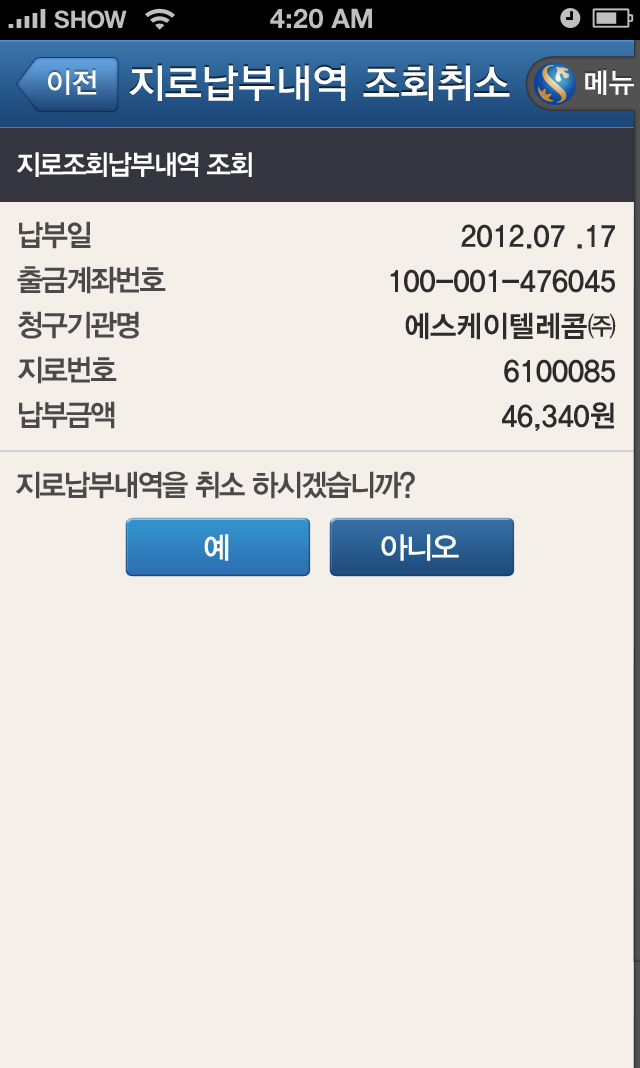 SHOW 4:20 AM
이전 지로납부내역 조회취소 메뉴
지로조회납부내역 조회
납부일 2012.07 .17
출금계좌번호 100-001-476045
청구기관명 에스케이텔레콤㈜
지로번호 6100085
납부금액 46,340원
지로납부내역을 취소 하시겠습니까?
예 아니오